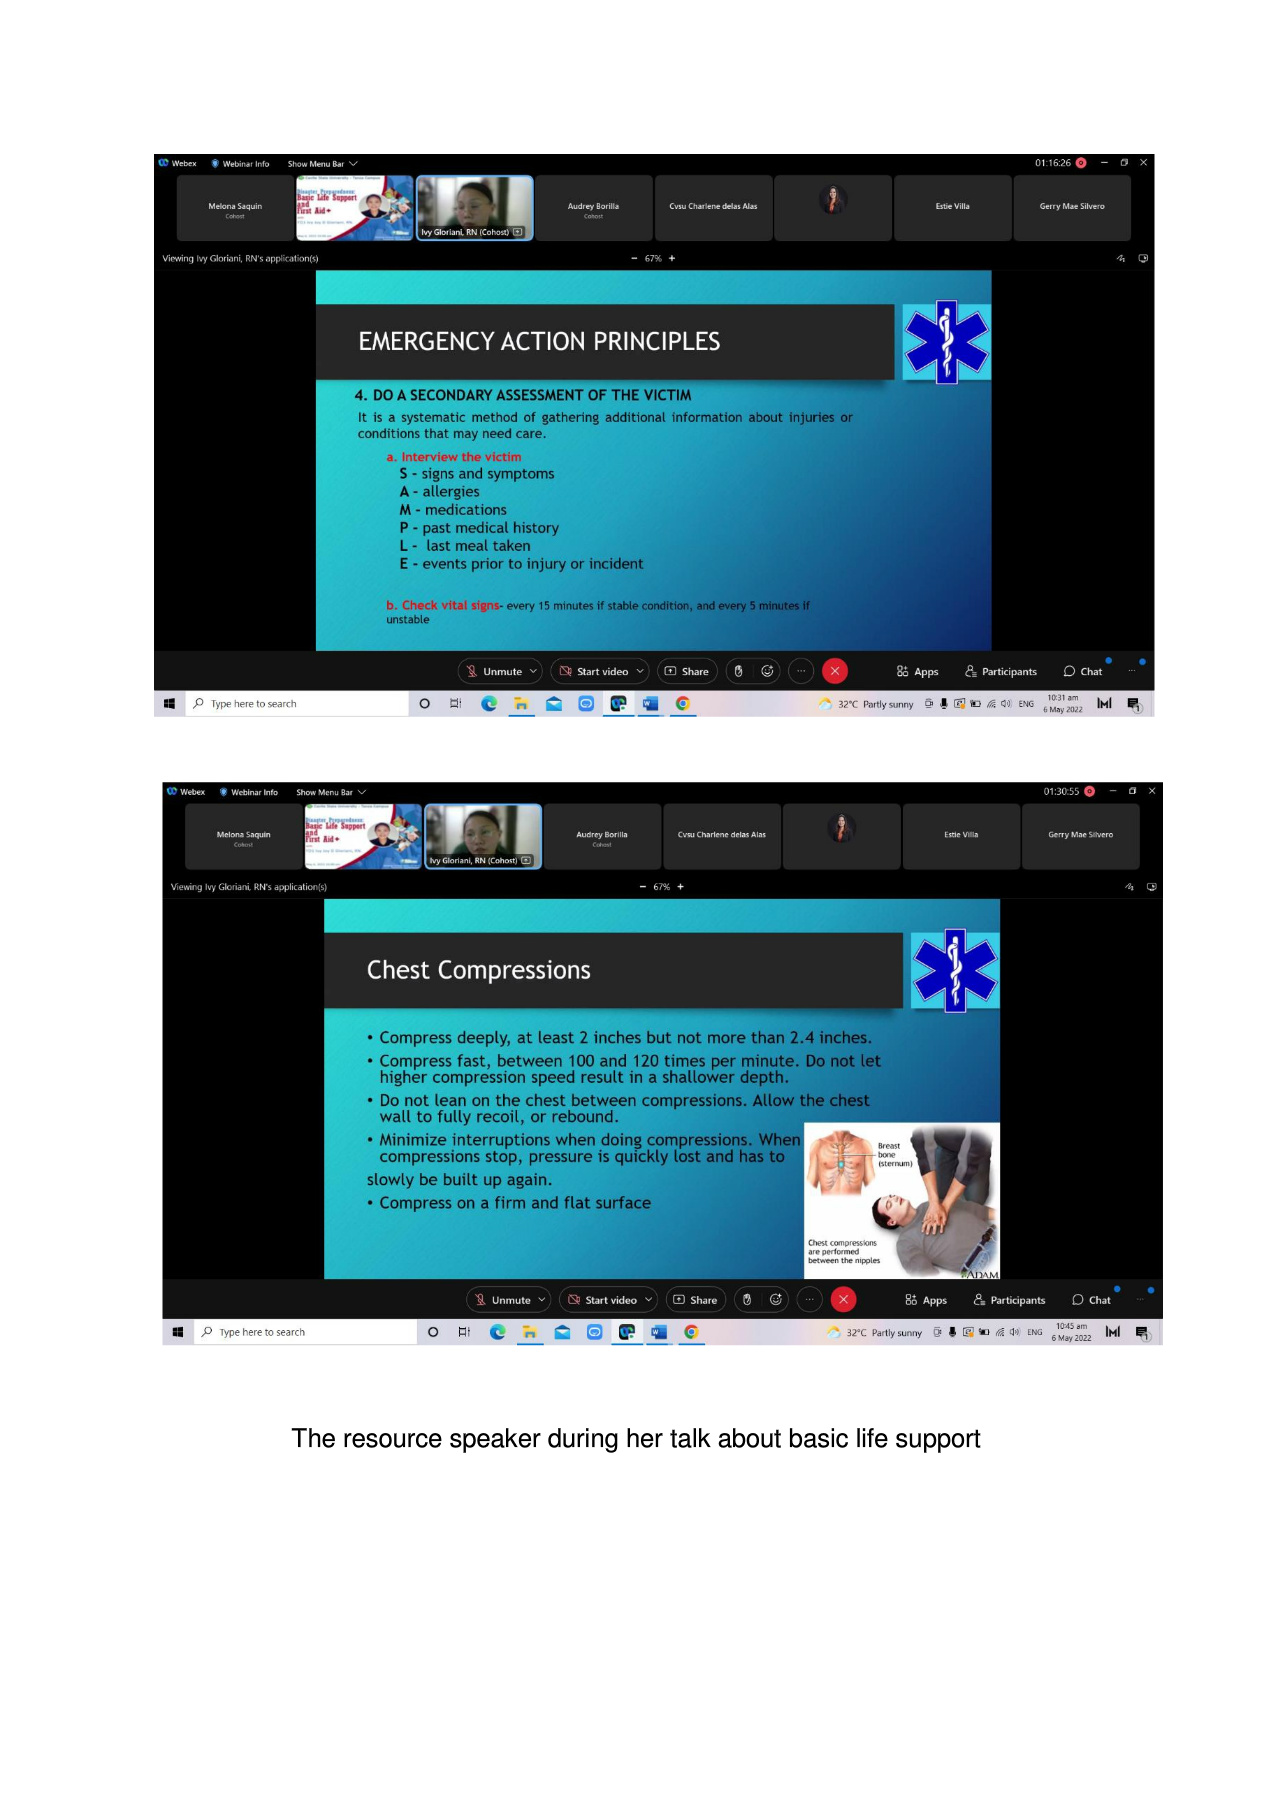 Webex Webinar Info Show Menu Bar 01:16:26
Melona Saquin
Cohost
Disaster Preparedness:
Basic Life Support
and
First Aid+
Ivy Gloriani, RN (Cohost)
Audrey Borilla
Cohost
Cvsu Charlene delas Alas
Estie Villa
Gerry Mae Silvero
Viewing Ivy Gloriani, RN's application(s) − 67% +
EMERGENCY ACTION PRINCIPLES
4. DO A SECONDARY ASSESSMENT OF THE VICTIM
It is a systematic method of gathering additional information about injuries or
conditions that may need care.
a. Interview the victim
S - signs and symptoms
A - allergies
M - medications
P - past medical history
L - last meal taken
E - events prior to injury or incident
b. Check vital signs- every 15 minutes if stable condition, and every 5 minutes if
unstable
Unmute Start video Share Apps Participants Chat
Type here to search 32°C Partly sunny ENG 10:31 am
6 May 2022
Webex Webinar Info Show Menu Bar 01:30:55
Melona Saquin
Cohost
Disaster Preparedness:
Basic Life Support
and
First Aid+
Ivy Gloriani, RN (Cohost)
Audrey Borilla
Cohost
Cvsu Charlene delas Alas
Estie Villa
Gerry Mae Silvero
Viewing Ivy Gloriani, RN's application(s) − 67% +
Chest Compressions
• Compress deeply, at least 2 inches but not more than 2.4 inches.
• Compress fast, between 100 and 120 times per minute. Do not let
higher compression speed result in a shallower depth.
• Do not lean on the chest between compressions. Allow the chest
wall to fully recoil, or rebound.
• Minimize interruptions when doing compressions. When
compressions stop, pressure is quickly lost and has to
slowly be built up again.
• Compress on a firm and flat surface
Breast
bone
(sternum)
Chest compressions
are performed
between the nipples
ADAM
Unmute Start video Share Apps Participants Chat
Type here to search 32°C Partly sunny ENG 10:45 am
6 May 2022
The resource speaker during her talk about basic life support